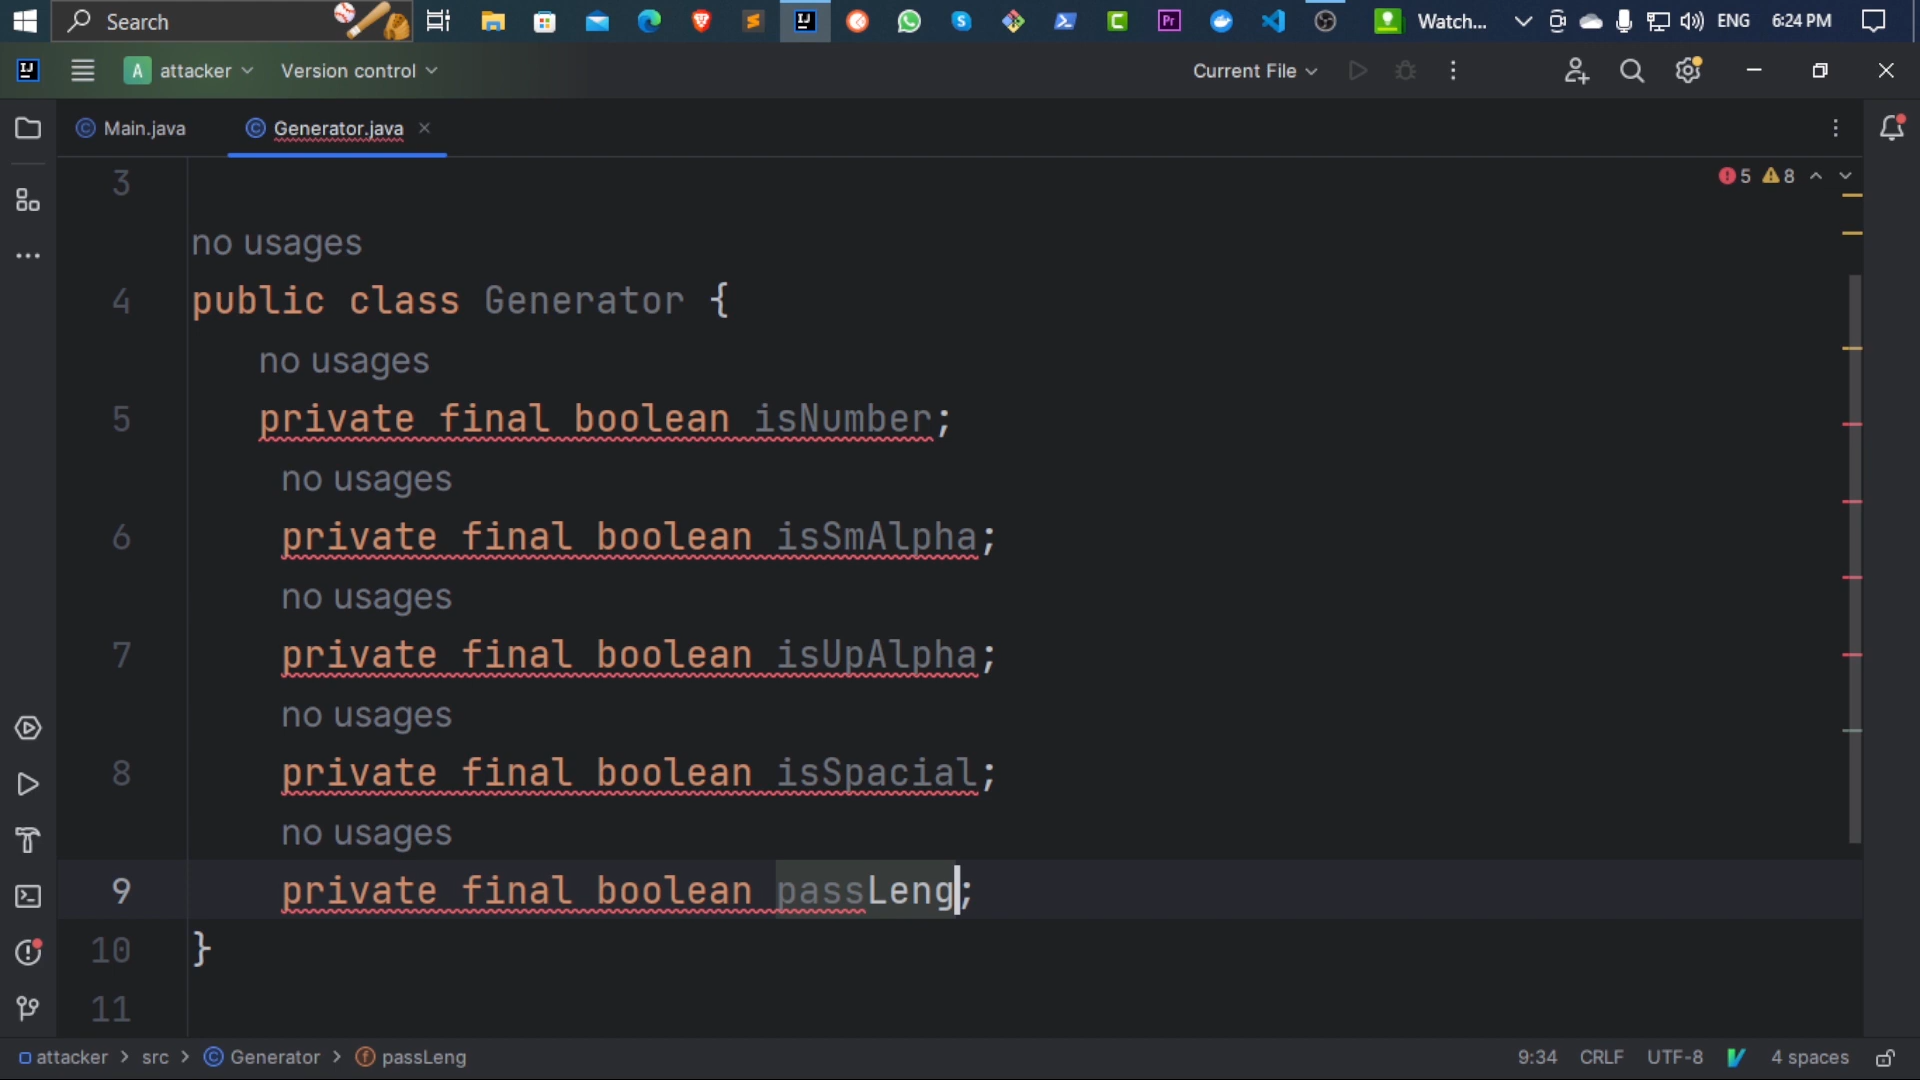 Search
Watch...
ENG
6:24 PM
attacker
Version control
Current File
Main.java
Generator.java
5
8
3
no usages
4 public class Generator {
no usages
5 private final boolean isNumber;
no usages
6 private final boolean isSmAlpha;
no usages
7 private final boolean isUpAlpha;
no usages
8 private final boolean isSpacial;
no usages
9 private final boolean passLeng;
10 }
11
attacker > src > Generator > passLeng
9:34 CRLF UTF-8 4 spaces